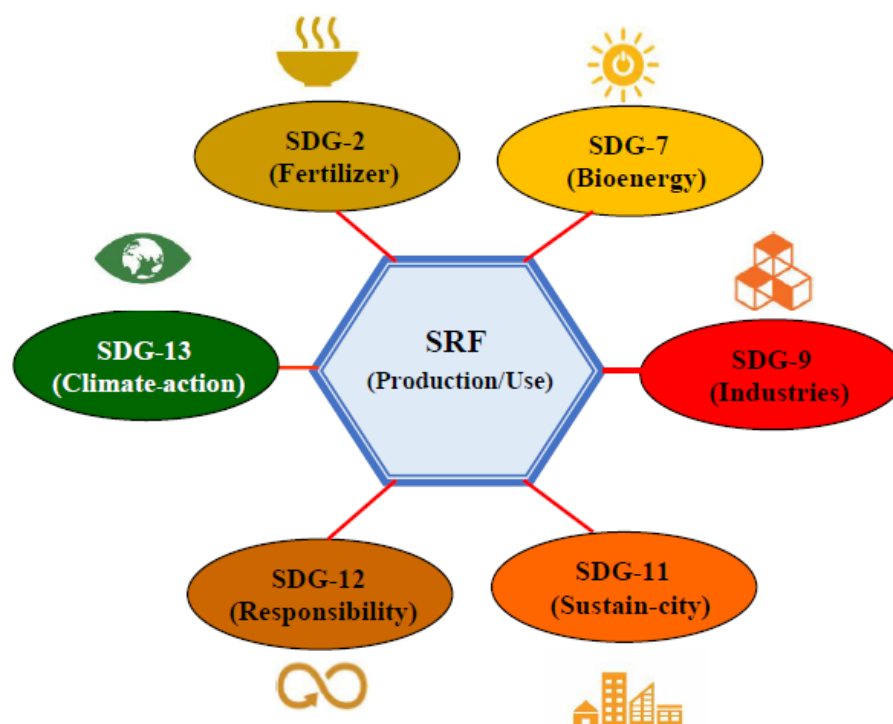 SDG-2
(Fertilizer)
SDG-7
(Bioenergy)
SDG-13
(Climate-action)
SRF
(Production/Use)
SDG-9
(Industries)
SDG-12
(Responsibility)
SDG-11
(Sustain-city)